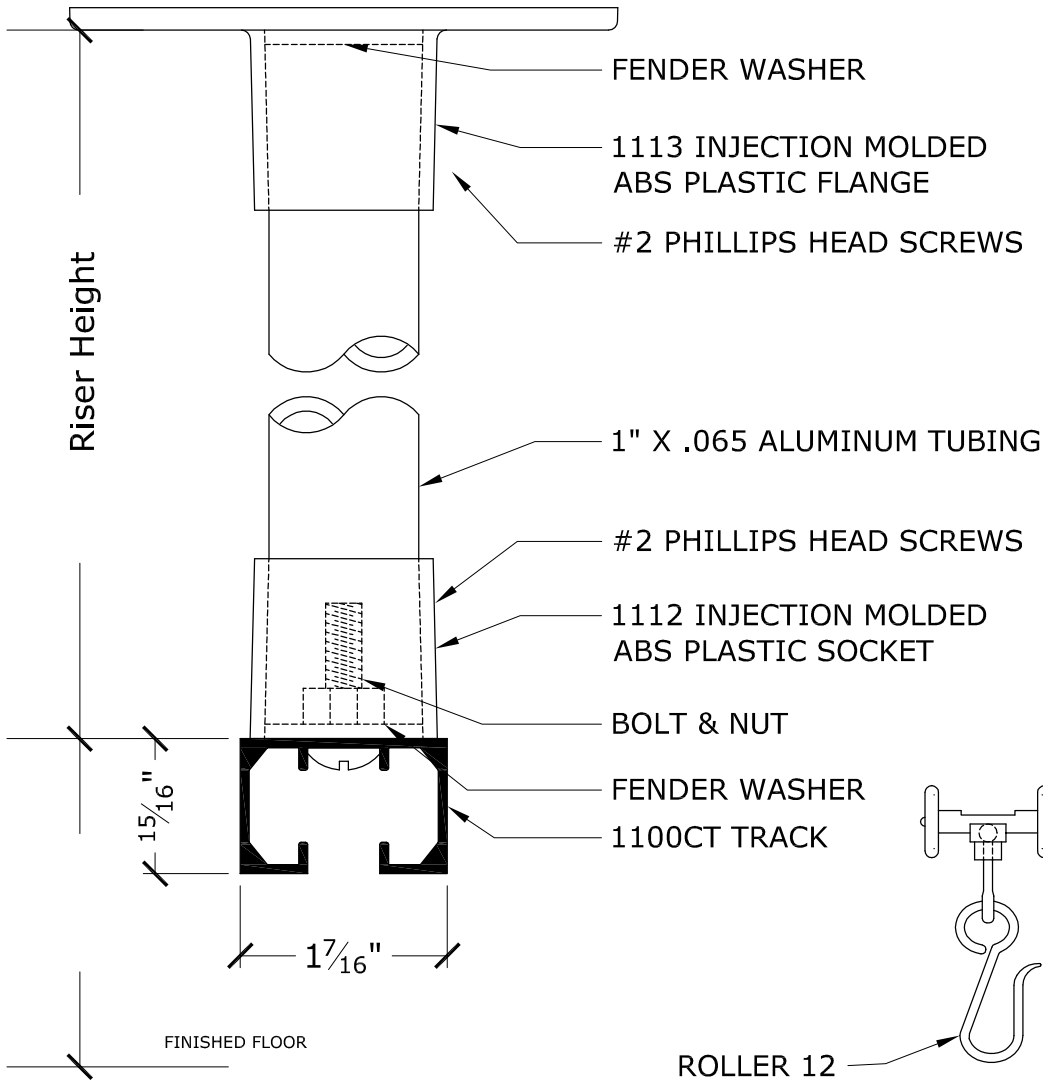 FENDER WASHER
1113 INJECTION MOLDED
ABS PLASTIC FLANGE
#2 PHILLIPS HEAD SCREWS
Riser Height
1" X .065 ALUMINUM TUBING
#2 PHILLIPS HEAD SCREWS
1112 INJECTION MOLDED
ABS PLASTIC SOCKET
BOLT & NUT
FENDER WASHER
15/16"
1100CT TRACK
1 7/16"
FINISHED FLOOR
ROLLER 12